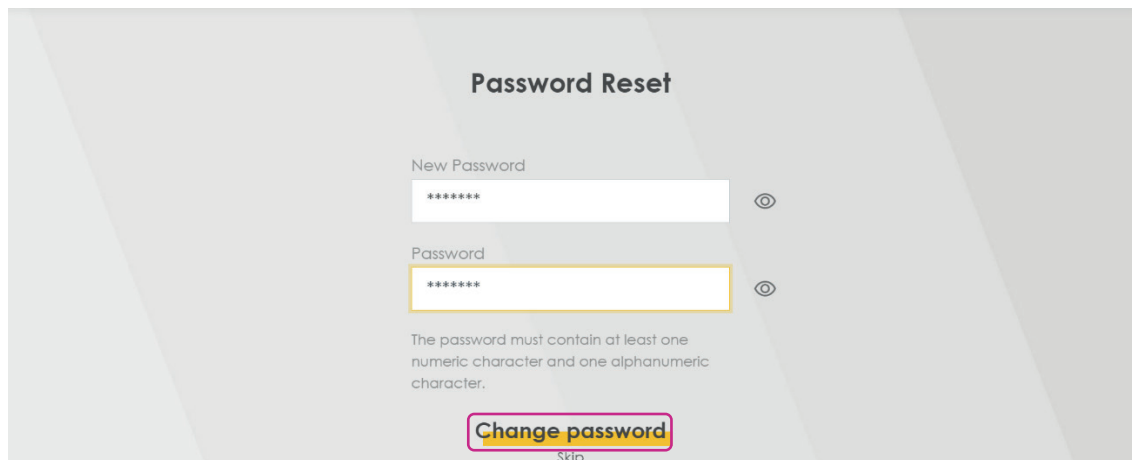 Password Reset
New Password
*******
Password
*******
The password must contain at least one
numeric character and one alphanumeric
character.
Change password
Skip